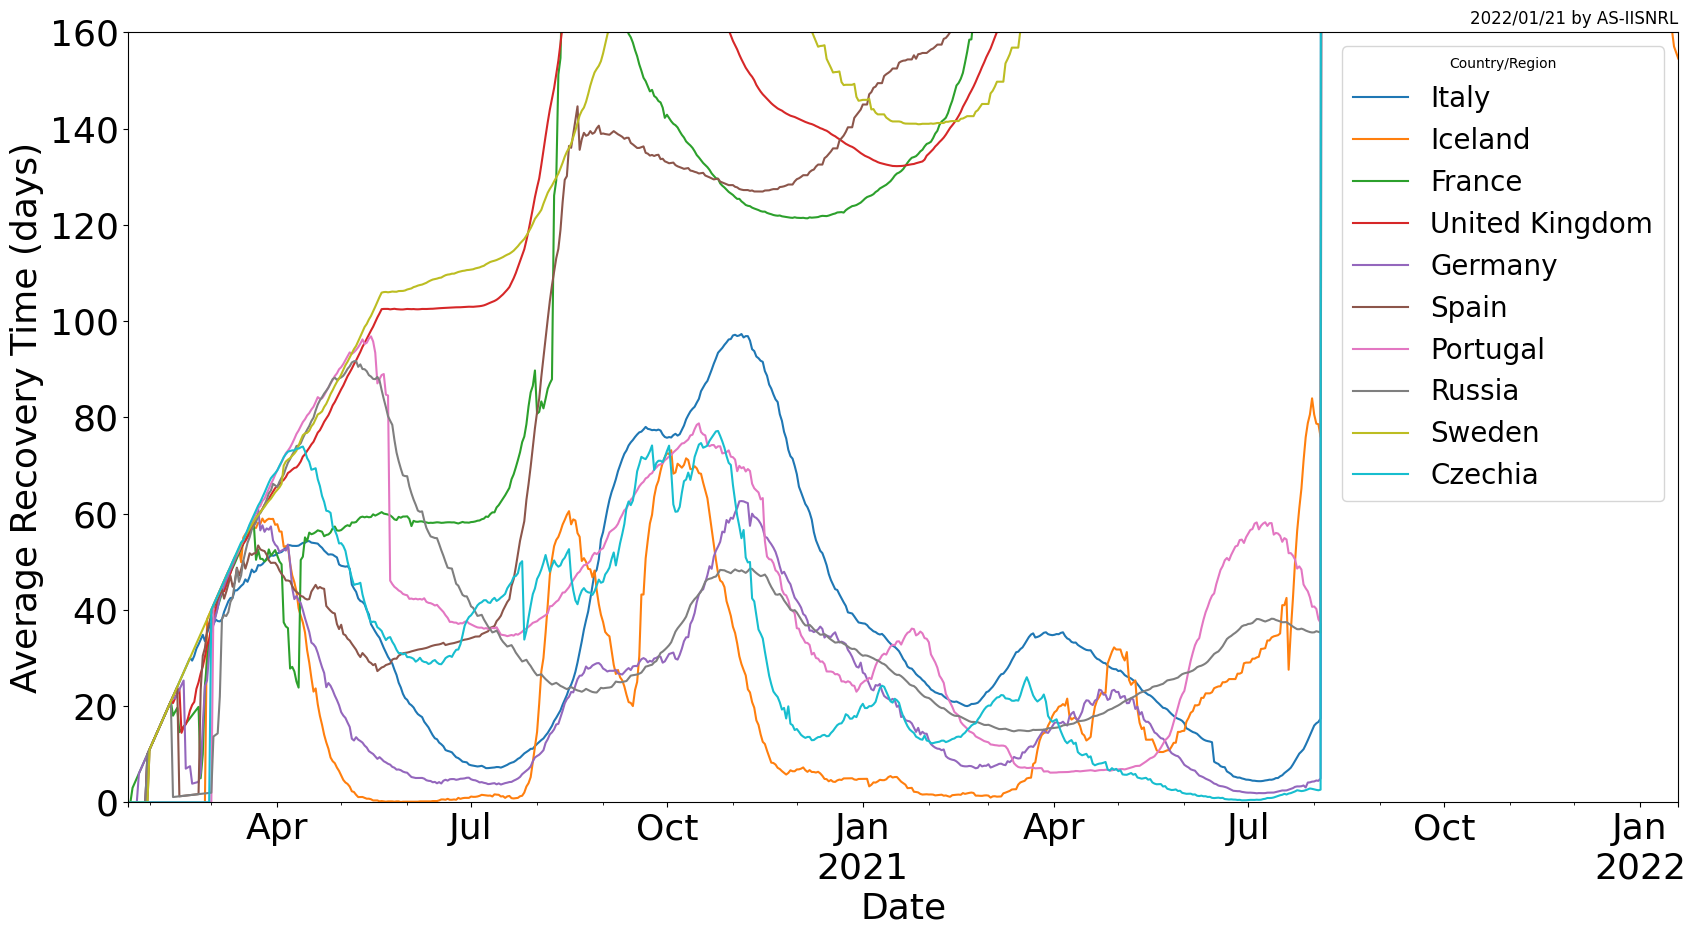 2022/01/21 by AS-IISNRL
160
140
120
100
80
60
40
20
0
Average Recovery Time (days)
Country/Region
Italy
Iceland
France
United Kingdom
Germany
Spain
Portugal
Russia
Sweden
Czechia
Apr
Jul
Oct
Jan
2021
Apr
Jul
Oct
Jan
2022
Date